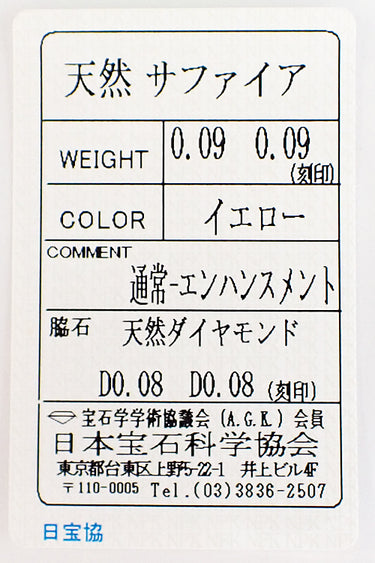 天然 サファイア
WEIGHT 0.09 0.09
(刻印)
COLOR イエロー
COMMENT
通常-エンハンスメント
脇石 天然ダイヤモンド
D0.08 D0.08 (刻印)
宝石学学術協議会 (A.G.K.) 会員
日本宝石科学協会
東京都台東区上野5-22-1 井上ビル4F
〒110-0005 Tel.(03)3836-2507
日宝協